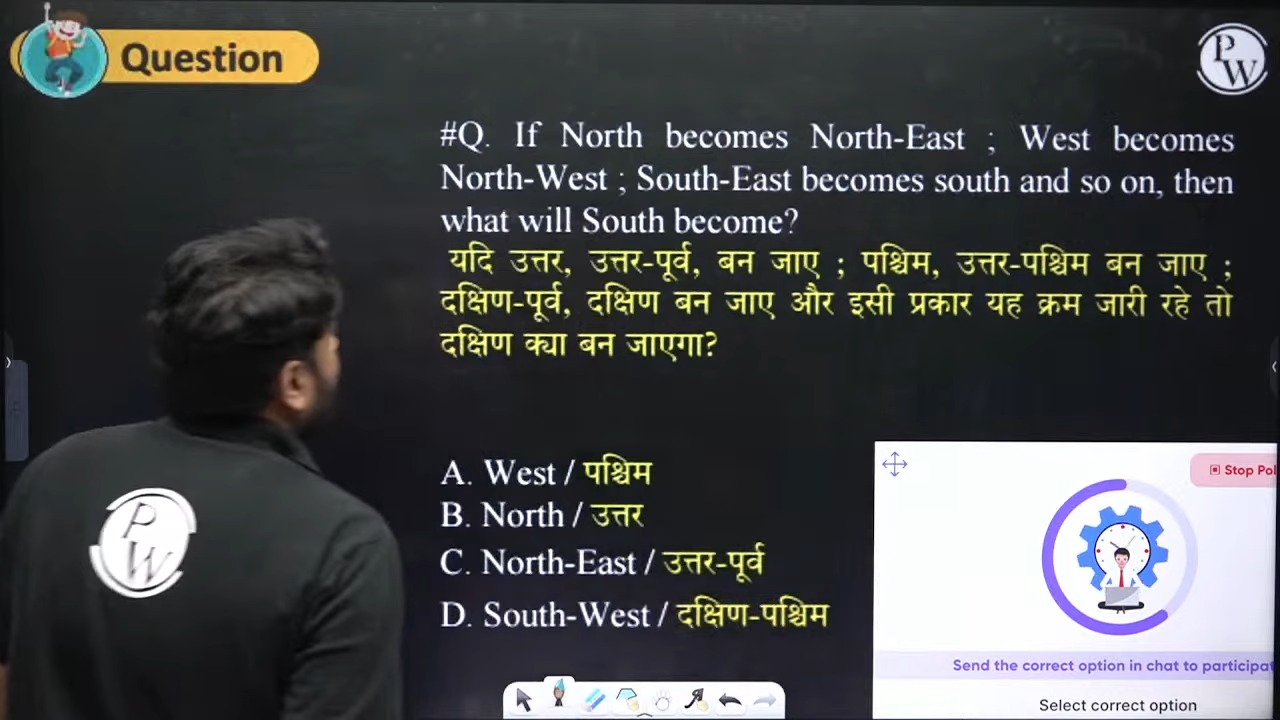 Question
PW
#Q. If North becomes North-East ; West becomes
North-West ; South-East becomes south and so on, then
what will South become?
यदि उत्तर, उत्तर-पूर्व, बन जाए ; पश्चिम, उत्तर-पश्चिम बन जाए ;
दक्षिण-पूर्व, दक्षिण बन जाए और इसी प्रकार यह क्रम जारी रहे तो
दक्षिण क्या बन जाएगा?
A. West / पश्चिम
B. North / उत्तर
C. North-East / उत्तर-पूर्व
D. South-West / दक्षिण-पश्चिम
PW
Stop Pol
Send the correct option in chat to participat
Select correct option